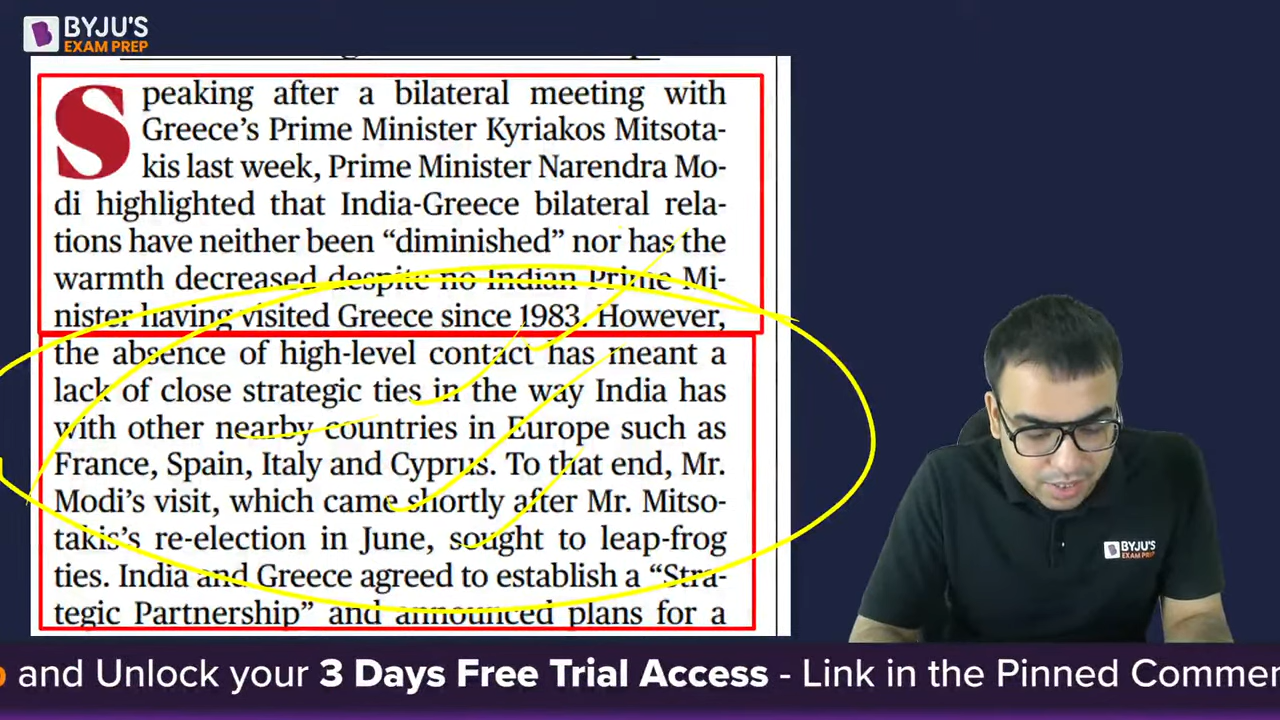 BYJU'S
EXAM PREP
Speaking after a bilateral meeting with
Greece's Prime Minister Kyriakos Mitsota-
kis last week, Prime Minister Narendra Mo-
di highlighted that India-Greece bilateral rela-
tions have neither been “diminished” nor has the
warmth decreased despite no Indian Prime Mi-
nister having visited Greece since 1983. However,
the absence of high-level contact has meant a
lack of close strategic ties in the way India has
with other nearby countries in Europe such as
France, Spain, Italy and Cyprus. To that end, Mr.
Modi's visit, which came shortly after Mr. Mitso-
takis's re-election in June, sought to leap-frog
ties. India and Greece agreed to establish a “Stra-
tegic Partnership” and announced plans for a
BYJU'S
EXAM PREP
and Unlock your 3 Days Free Trial Access - Link in the Pinned Comme